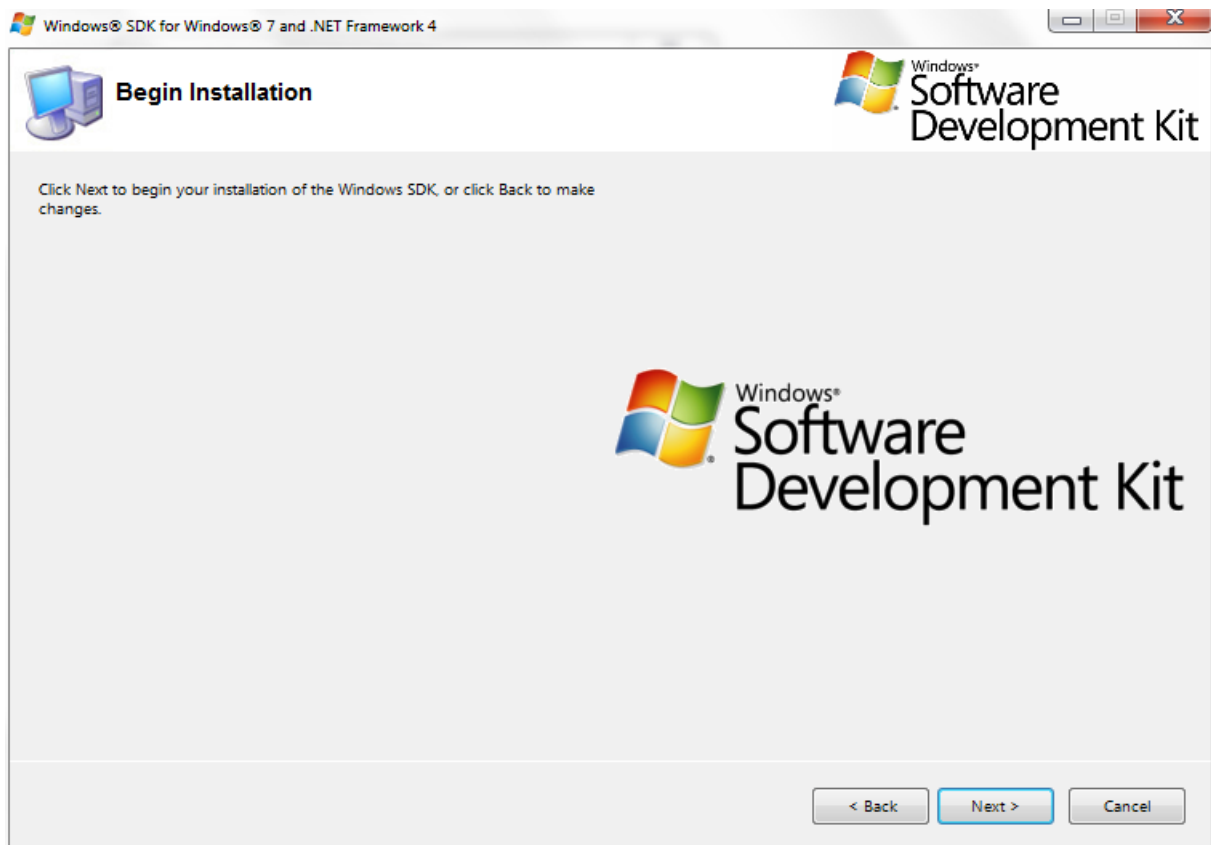 Windows® SDK for Windows® 7 and .NET Framework 4
Begin Installation
Windows®
Software
Development Kit
Click Next to begin your installation of the Windows SDK, or click Back to make
changes.
Windows®
Software
Development Kit
< Back
Next >
Cancel